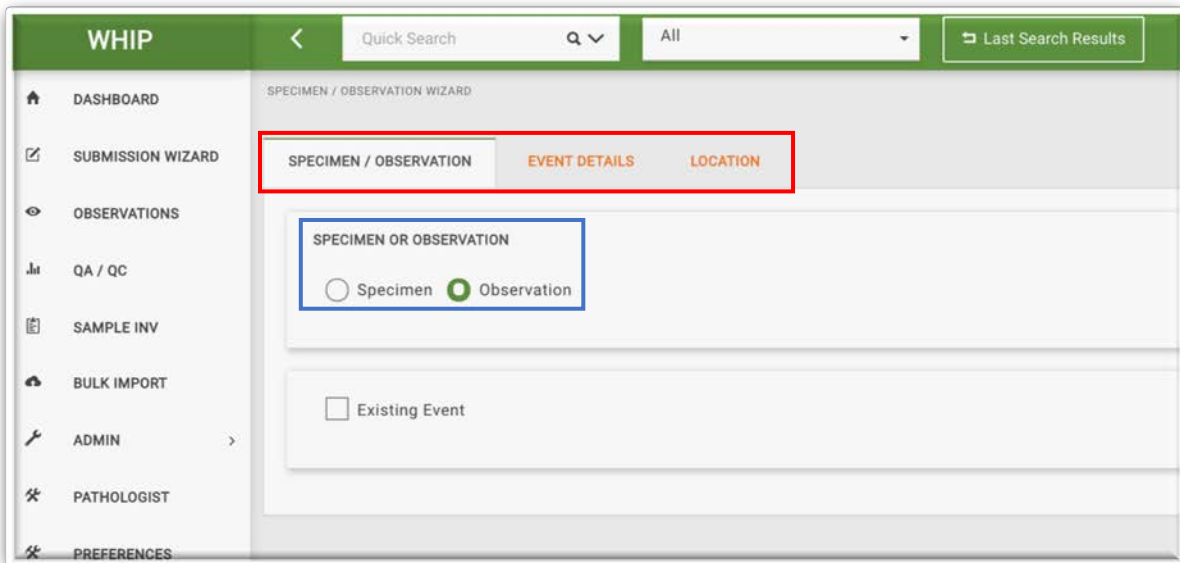 WHIP
Quick Search
All
Last Search Results
DASHBOARD
SUBMISSION WIZARD
OBSERVATIONS
QA / QC
SAMPLE INV
BULK IMPORT
ADMIN
PATHOLOGIST
PREFERENCES
SPECIMEN / OBSERVATION WIZARD
SPECIMEN / OBSERVATION EVENT DETAILS LOCATION
SPECIMEN OR OBSERVATION
Specimen Observation
Existing Event